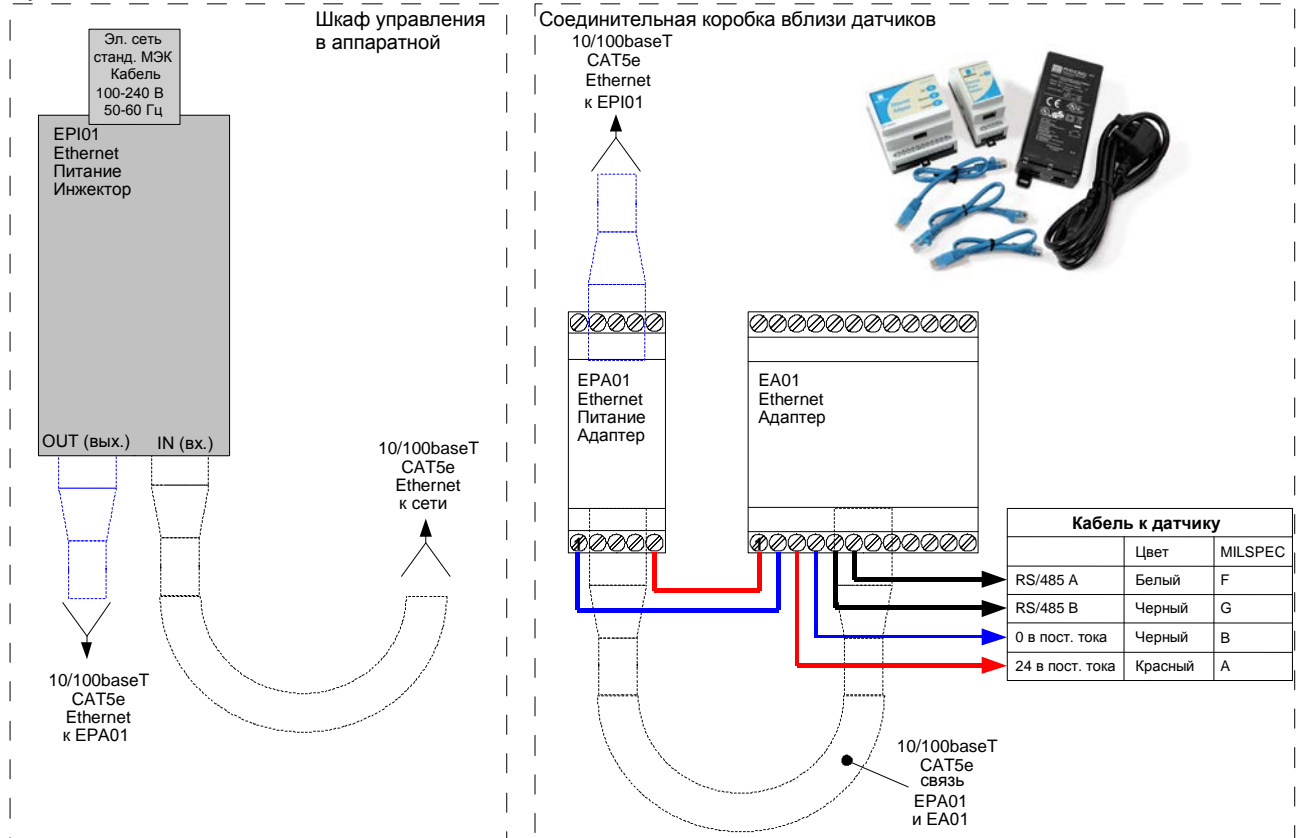 Шкаф управления
в аппаратной
Эл. сеть
станд. МЭК
Кабель
100-240 В
50-60 Гц
EPI01
Ethernet
Питание
Инжектор
OUT (вых.)
IN (вх.)
10/100baseT
CAT5e
Ethernet
к EPA01
10/100baseT
CAT5e
Ethernet
к сети
Соединительная коробка вблизи датчиков
10/100baseT
CAT5e
Ethernet
к EPI01
EPA01
Ethernet
Питание
Адаптер
EA01
Ethernet
Адаптер
1
1
Кабель к датчику
Цвет MILSPEC
RS/485 A Белый F
RS/485 B Черный G
0 в пост. тока Черный B
24 в пост. тока Красный A
10/100baseT
CAT5e
связь
EPA01
и EA01